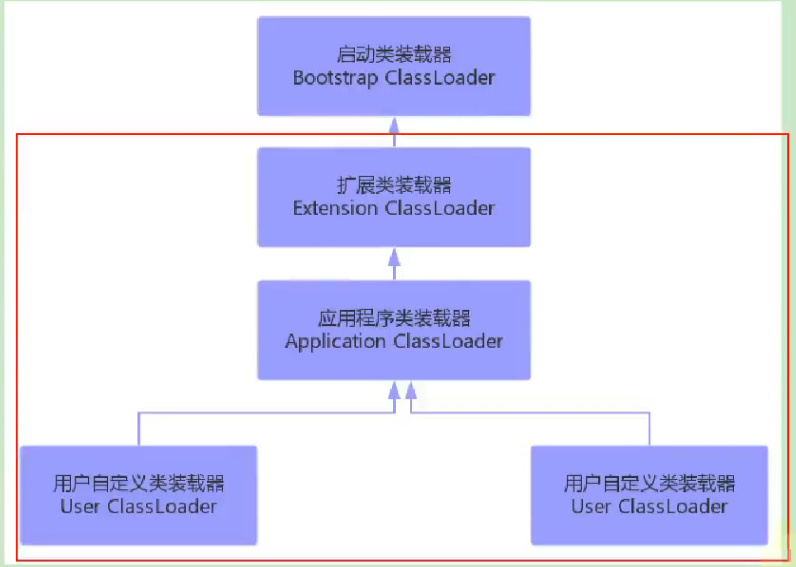 启动类装载器
Bootstrap ClassLoader
扩展类装载器
Extension ClassLoader
应用程序类装载器
Application ClassLoader
用户自定义类装载器
User ClassLoader
用户自定义类装载器
User ClassLoader